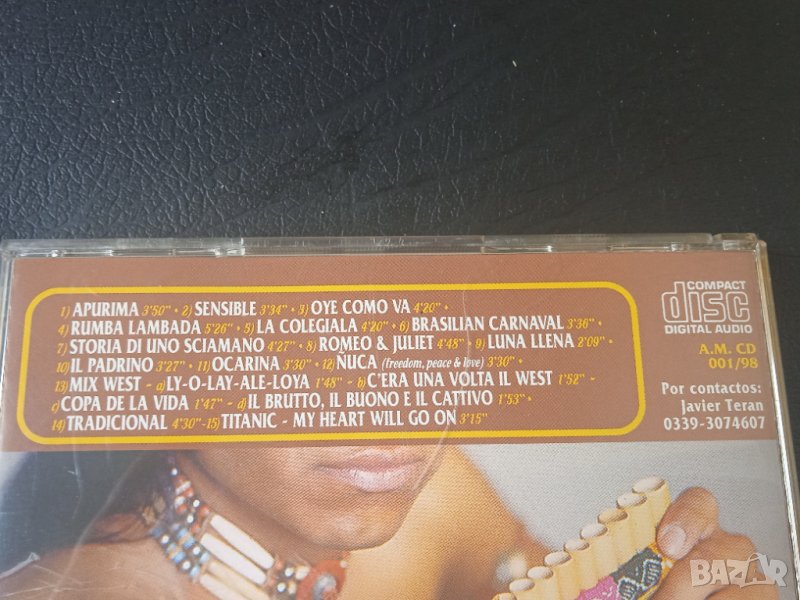 1) APURIMA 3'50" • 2) SENSIBLE 3'34" • 3) OYE COMO VA 4'20" •
4) RUMBA LAMBADA 5'26" • 5) LA COLEGIALA 4'20" • 6) BRASILIAN CARNAVAL 3'36" •
7) STORIA DI UNO SCIAMANO 4'27" • 8) ROMEO & JULIET 4'48" • 9) LUNA LLENA 2'09" •
10) IL PADRINO 3'27" • 11) OCARINA 3'30" • 12) ÑUCA (freedom, peace & love) 3'30" •
13) MIX WEST - a) LY-O-LAY-ALE-LOYA 1'48" - b) C'ERA UNA VOLTA IL WEST 1'52" -
c) COPA DE LA VIDA 1'47" - d) IL BRUTTO, IL BUONO E IL CATTIVO 1'53" •
14) TRADICIONAL 4'30" - 15) TITANIC - MY HEART WILL GO ON 3'15"
COMPACT
disc
DIGITAL AUDIO
A.M. CD
001/98
Por contactos:
Javier Teran
0339-3074607
BAZAR